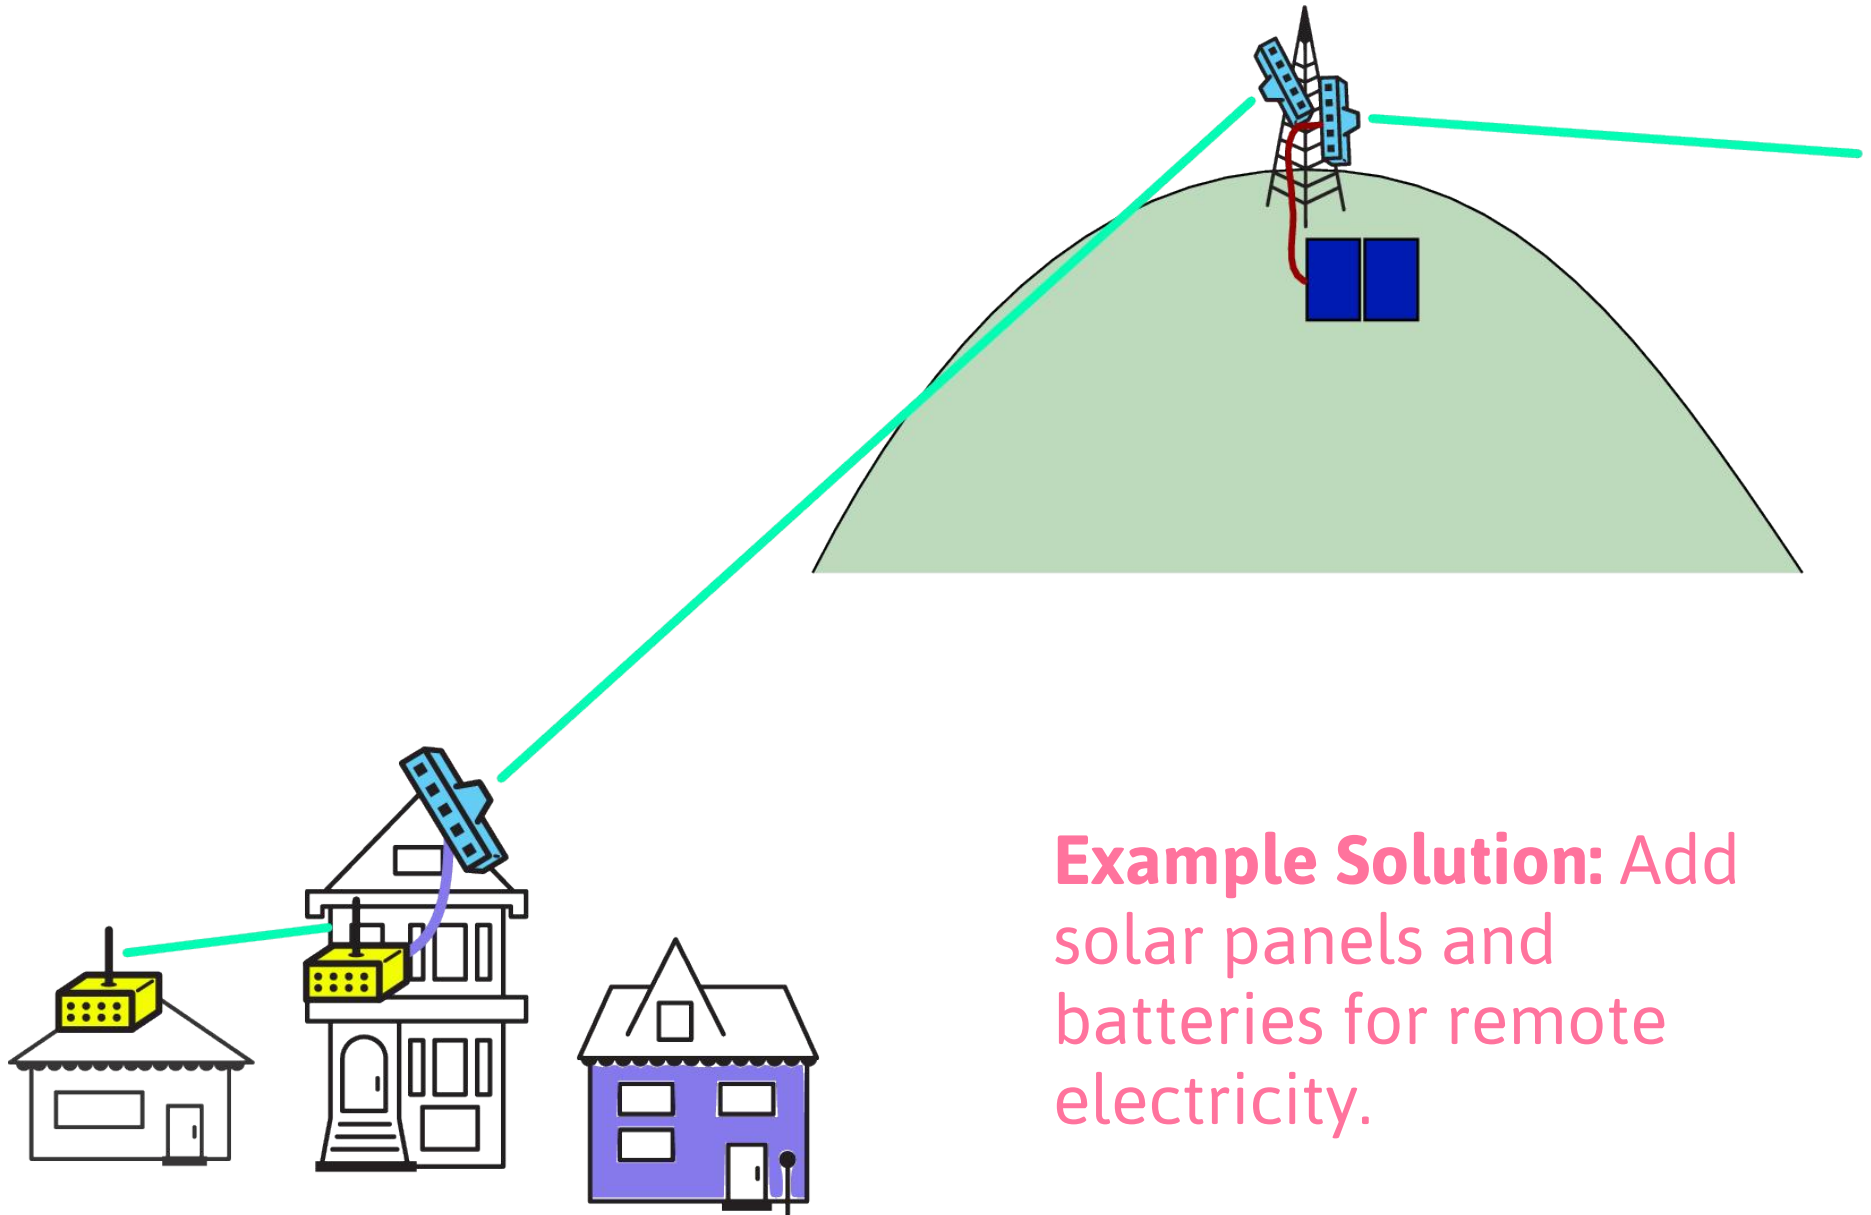 Example Solution: Add
solar panels and
batteries for remote
electricity.